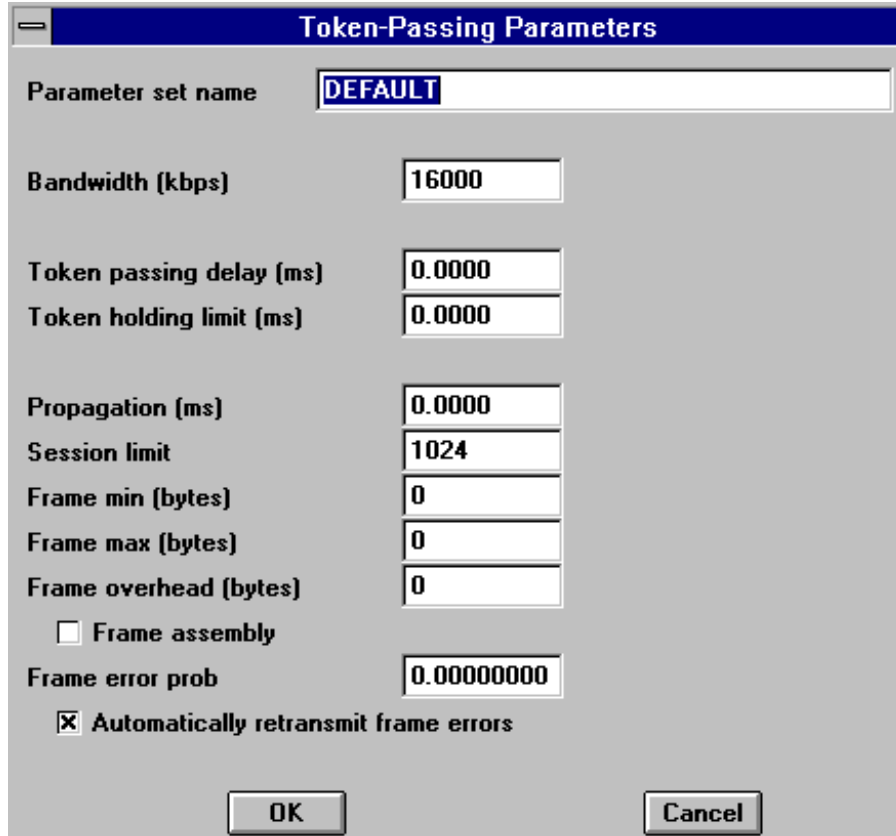 Token-Passing Parameters
Parameter set name DEFAULT
Bandwidth (kbps) 16000
Token passing delay (ms) 0.0000
Token holding limit (ms) 0.0000
Propagation (ms) 0.0000
Session limit 1024
Frame min (bytes) 0
Frame max (bytes) 0
Frame overhead (bytes) 0
Frame assembly
Frame error prob 0.00000000
Automatically retransmit frame errors
OK Cancel